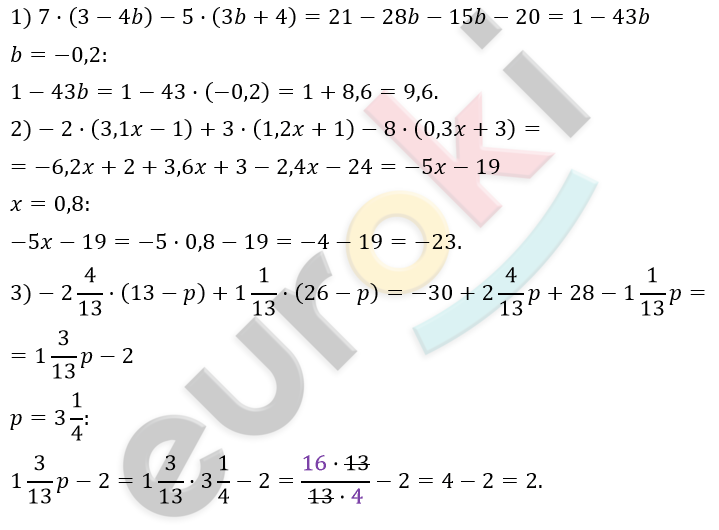 1) 7 · (3 − 4b) − 5 · (3b + 4) = 21 − 28b − 15b − 20 = 1 − 43b
b = −0,2:
1 − 43b = 1 − 43 · (−0,2) = 1 + 8,6 = 9,6.
2) − 2 · (3,1x − 1) + 3 · (1,2x + 1) − 8 · (0,3x + 3) =
= −6,2x + 2 + 3,6x + 3 − 2,4x − 24 = −5x − 19
x = 0,8:
−5x − 19 = −5 · 0,8 − 19 = −4 − 19 = −23.
3) − 2 4/13 · (13 − p) + 1 1/13 · (26 − p) = −30 + 2 4/13 p + 28 − 1 1/13 p =
= 1 3/13 p − 2
p = 3 1/4:
1 3/13 p − 2 = 1 3/13 · 3 1/4 − 2 = (16 · 13)/(13 · 4) − 2 = 4 − 2 = 2.
euroki